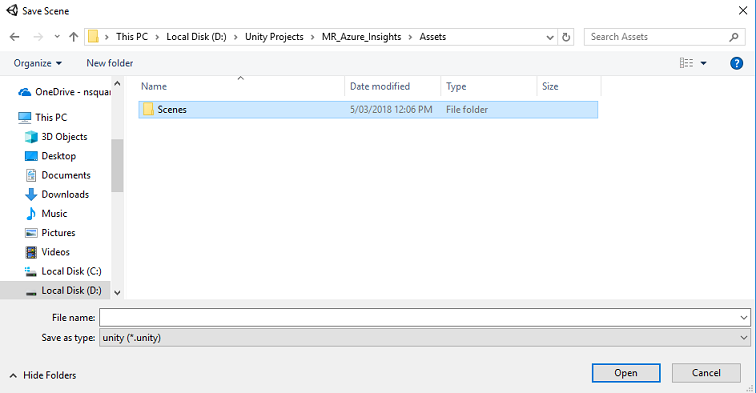 Save Scene
This PC > Local Disk (D:) > Unity Projects > MR_Azure_Insights > Assets
Search Assets
Organize New folder
Name Date modified Type Size
OneDrive - nsquar
This PC
3D Objects
Desktop
Documents
Downloads
Music
Pictures
Videos
Local Disk (C:)
Local Disk (D:)
Scenes 5/03/2018 12:06 PM File folder
File name:
Save as type: unity (*.unity)
Hide Folders Open Cancel